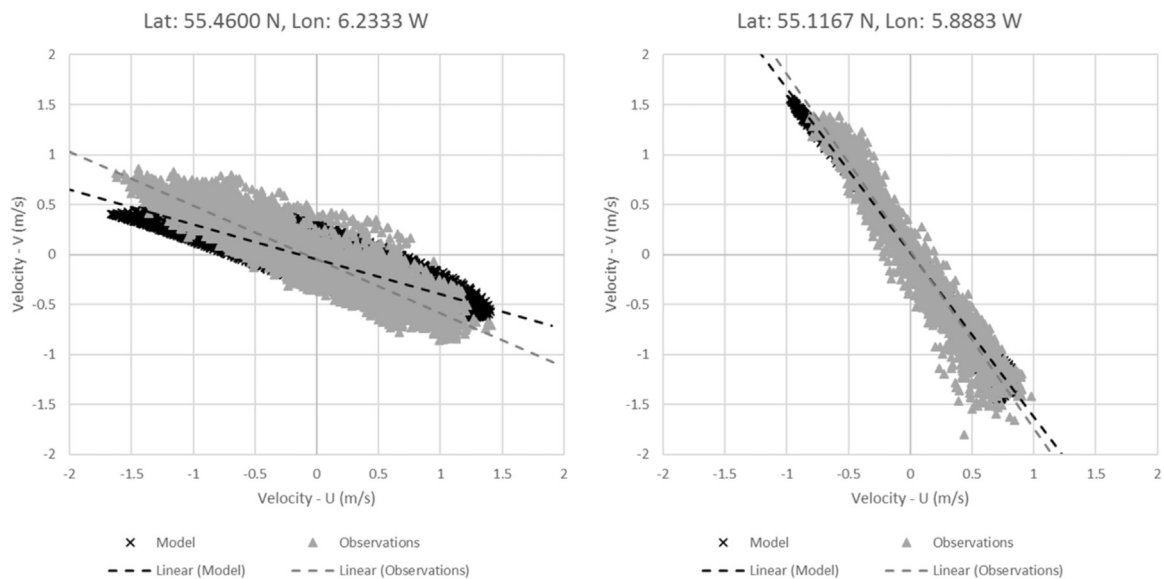 Lat: 55.4600 N, Lon: 6.2333 W
2
1.5
1
0.5
0
-0.5
-1
-1.5
-2
Velocity - V (m/s)
-2 -1.5 -1 -0.5 0 0.5 1 1.5 2
Velocity - U (m/s)
Model Observations
Linear (Model) Linear (Observations)
Lat: 55.1167 N, Lon: 5.8883 W
2
1.5
1
0.5
0
-0.5
-1
-1.5
-2
Velocity - V (m/s)
-2 -1.5 -1 -0.5 0 0.5 1 1.5 2
Velocity - U (m/s)
Model Observations
Linear (Model) Linear (Observations)